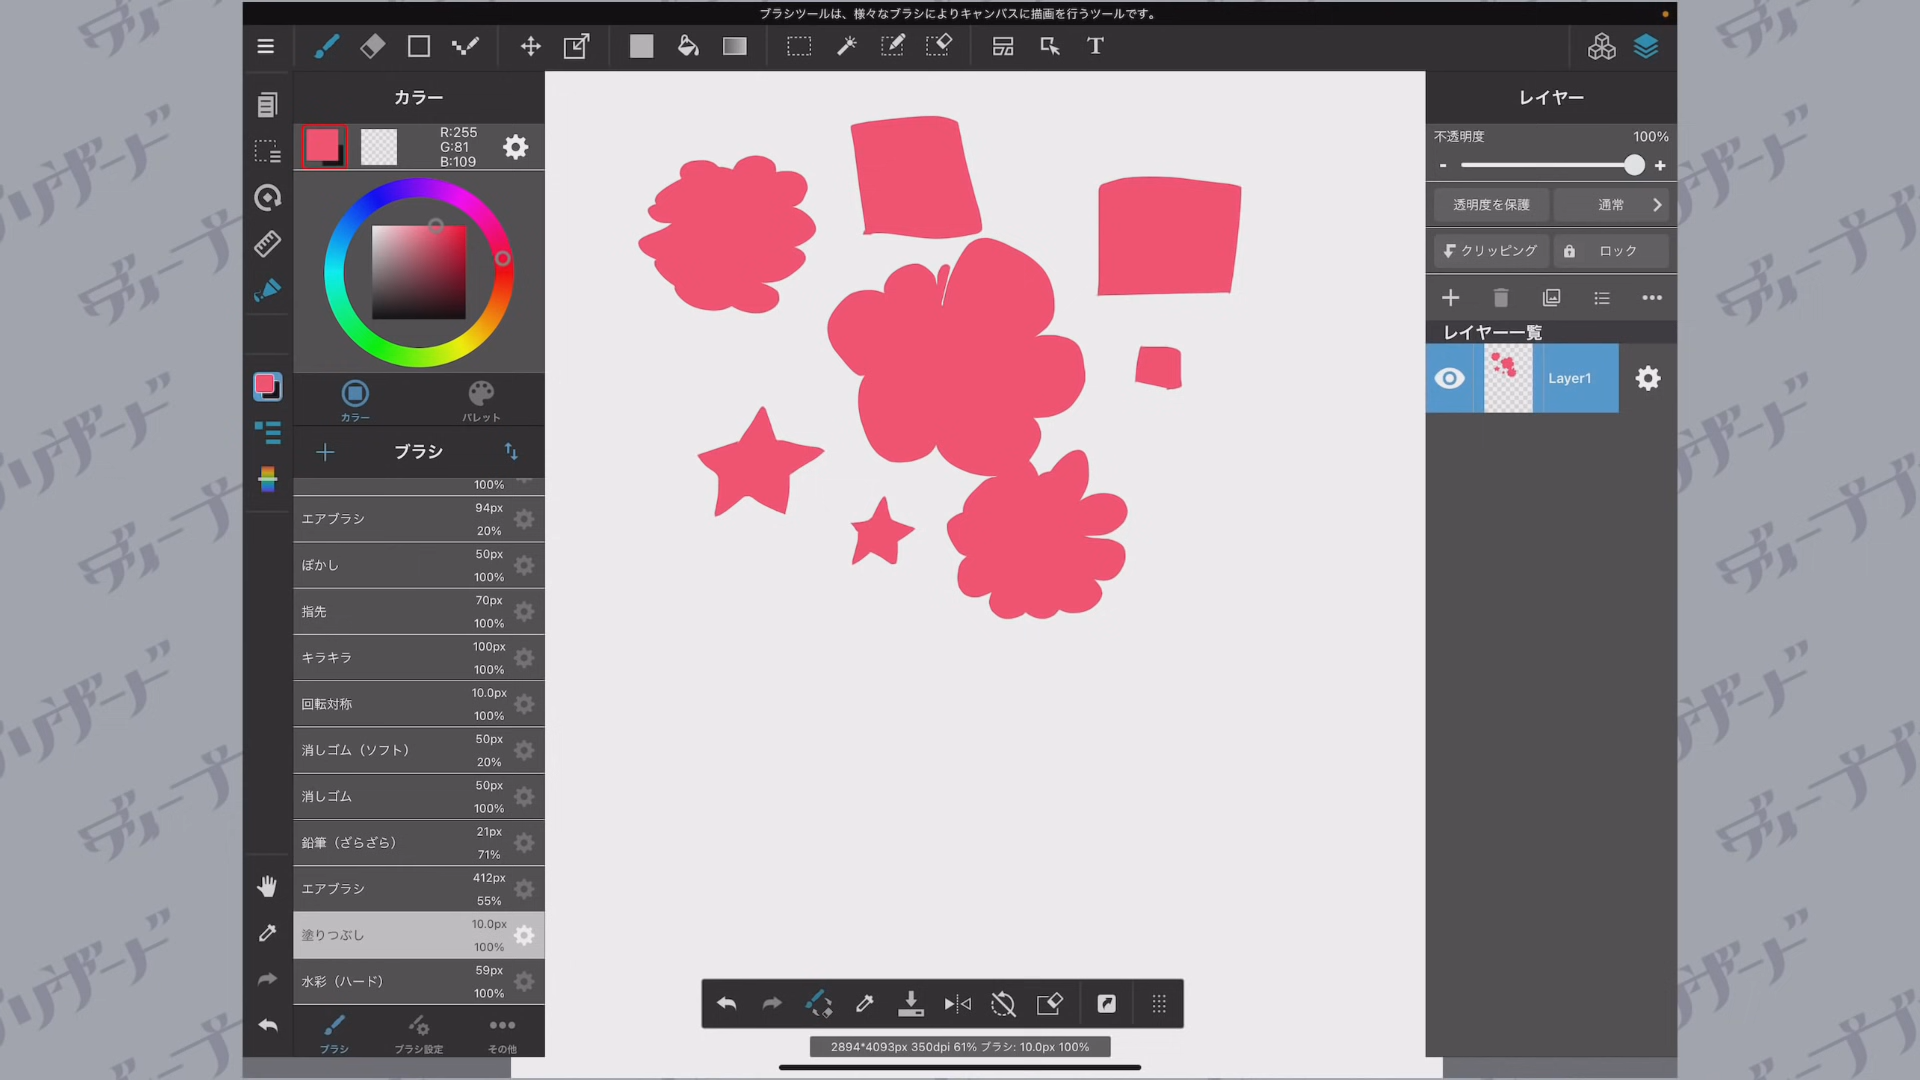 ブラシツールは、様々なブラシによりキャンバスに描画を行うツールです。
T
カラー
R:255
G:81
B:109
カラー
パレット
ブラシ
100%
エアブラシ
94px
20%
ぼかし
50px
100%
指先
70px
100%
キラキラ
100px
100%
回転対称
10.0px
100%
消しゴム（ソフト）
50px
20%
消しゴム
50px
100%
鉛筆（ざらざら）
21px
71%
エアブラシ
412px
55%
塗りつぶし
10.0px
100%
水彩（ハード）
59px
100%
ブラシ
ブラシ設定
その他
レイヤー
不透明度
100%
- +
透明度を保護
通常
クリッピング
ロック
レイヤー一覧
Layer1
2894*4093px 350dpi 61% ブラシ: 10.0px 100%